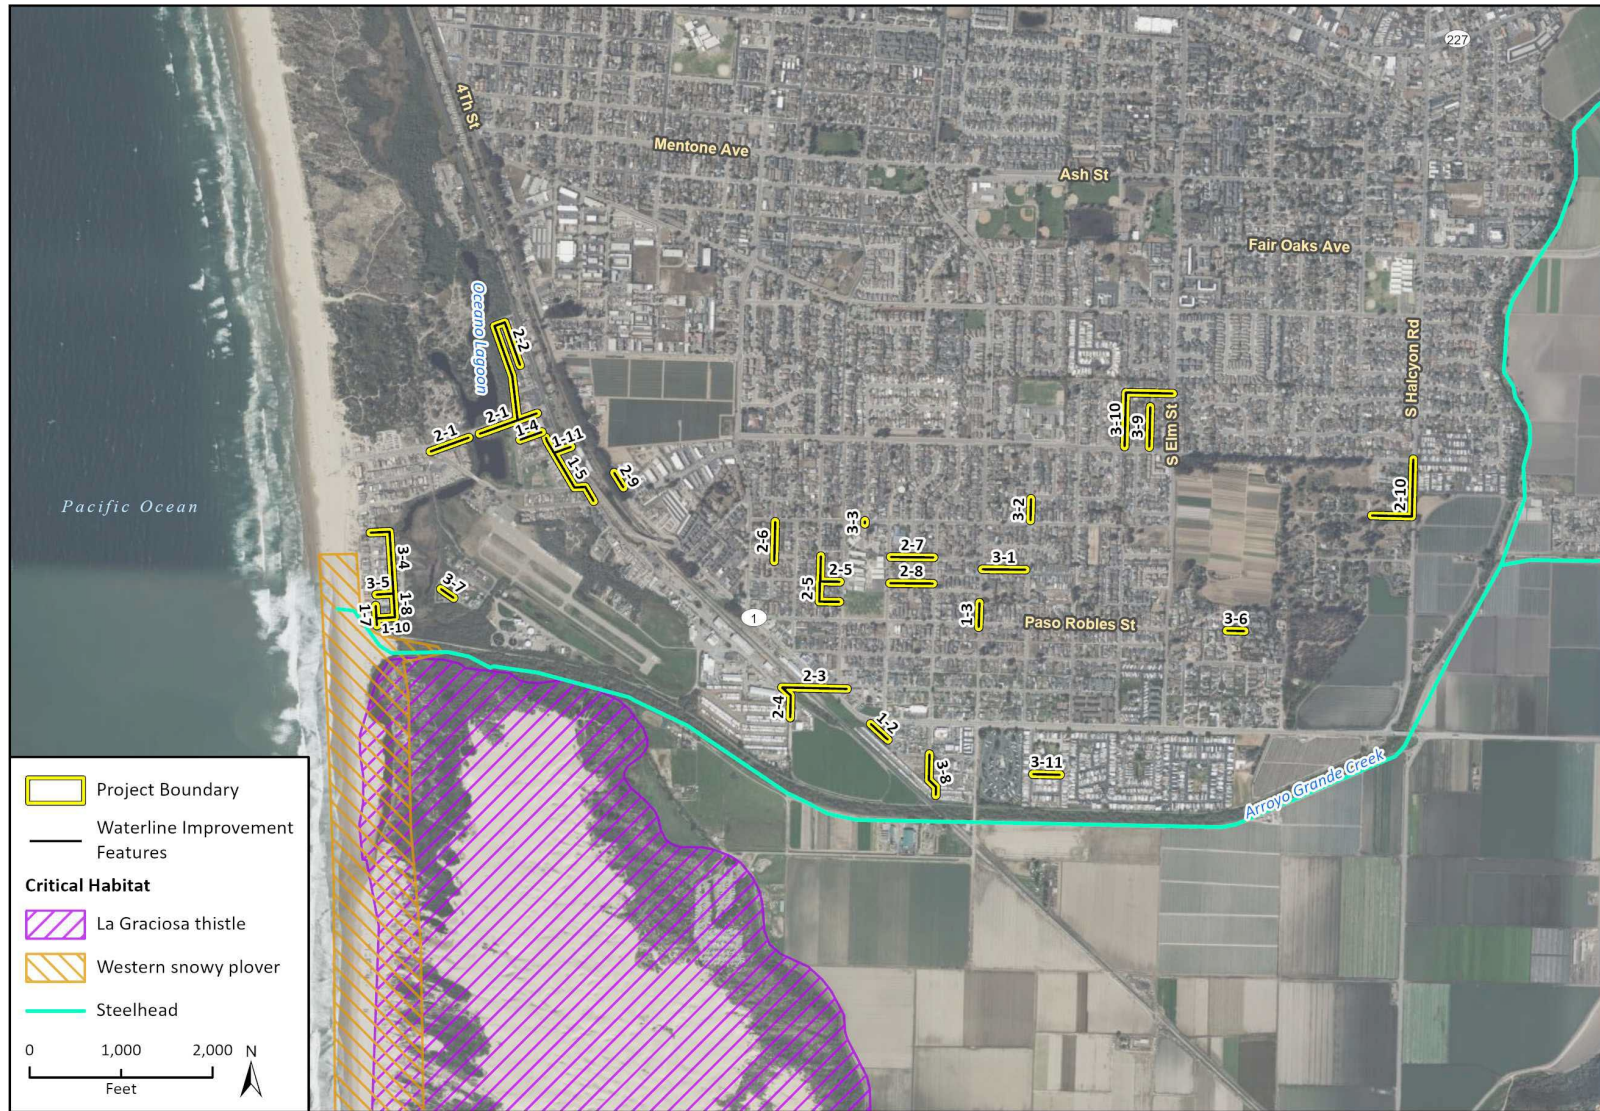 227
4Th St
Mentone Ave
Ash St
Fair Oaks Ave
Oceano Lagoon
2-2
S Halcyon Rd
2-1
2-1
1-4
1-11
1-5
2-9
3-10
3-9
S Elm St
2-10
Pacific Ocean
3-4
3-5
1-8
1-7
1-10
3-7
2-6
3-3
2-5
2-5
2-7
2-8
3-2
3-1
1-3
1
Paso Robles St
3-6
2-3
2-4
1-2
3-8
3-11
Arroyo Grande Creek
Project Boundary
Waterline Improvement
Features
Critical Habitat
La Graciosa thistle
Western snowy plover
Steelhead
0 1,000 2,000 N
Feet